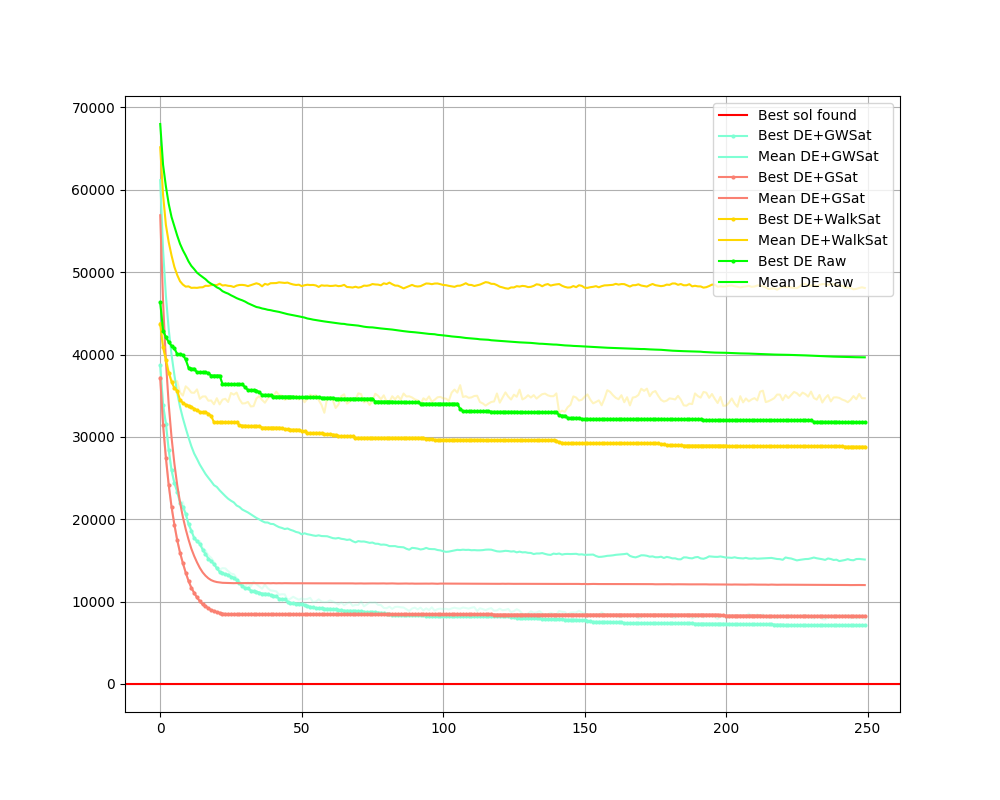 70000
60000
50000
40000
30000
20000
10000
0
0 50 100 150 200 250
Best sol found
Best DE+GWSat
Mean DE+GWSat
Best DE+GSat
Mean DE+GSat
Best DE+WalkSat
Mean DE+WalkSat
Best DE Raw
Mean DE Raw